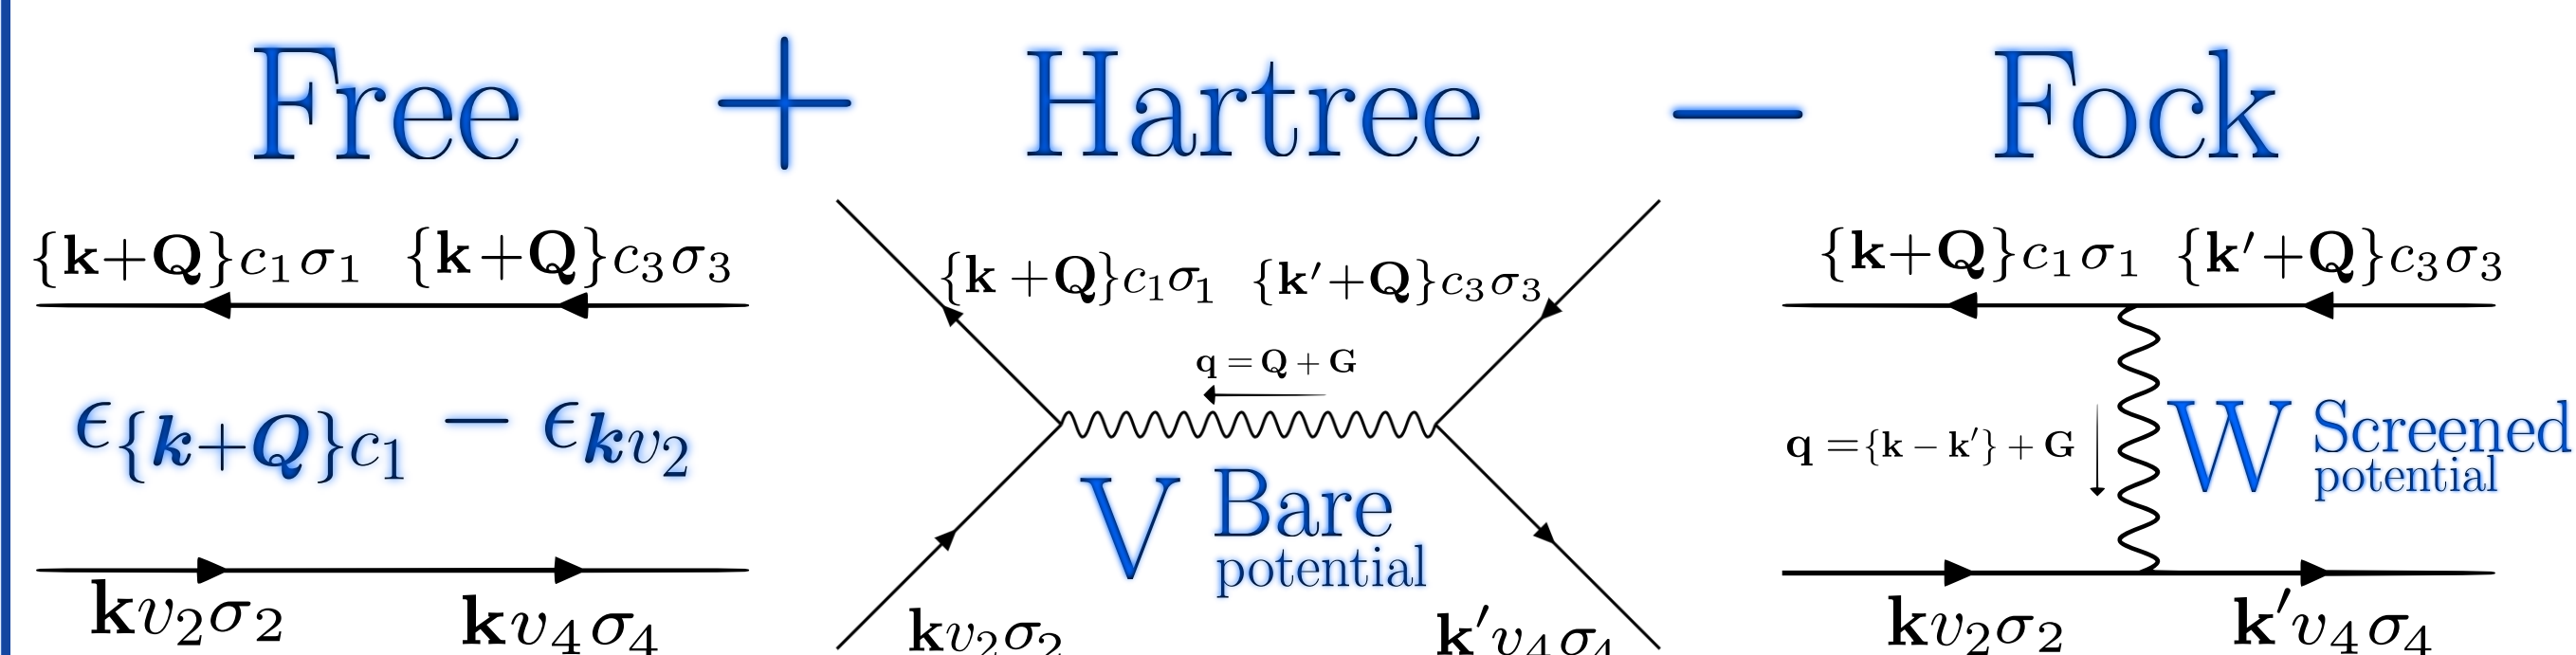 Free + Hartree − Fock
{k+Q}c₁σ₁ {k+Q}c₃σ₃
ϵ{k+Q}c₁ − ϵkv₂
kv₂σ₂ kv₄σ₄
{k +Q}c₁σ₁ {k′+Q}c₃σ₃
q = Q + G
V Bare
potential
kv₂σ₂ k′v₄σ₄
{k+Q}c₁σ₁ {k′+Q}c₃σ₃
q ={k − k′} + G
W Screened
potential
kv₂σ₂ k′v₄σ₄